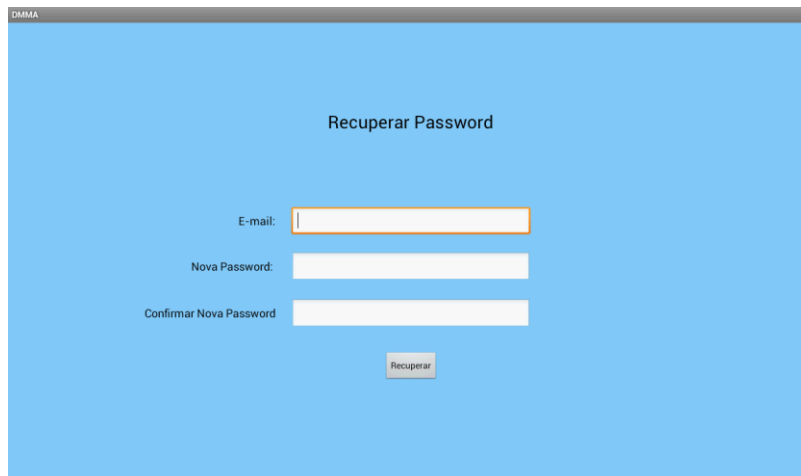 DMMA
Recuperar Password
E-mail:
Nova Password:
Confirmar Nova Password
Recuperar